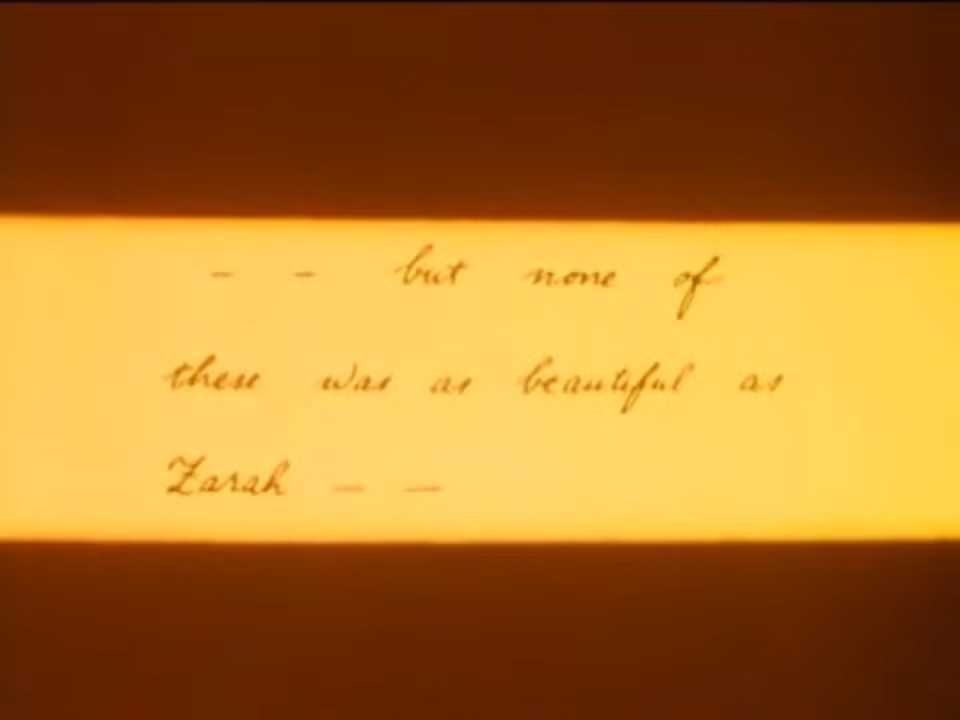 - - but none of
these was as beautiful as
Zarah - -